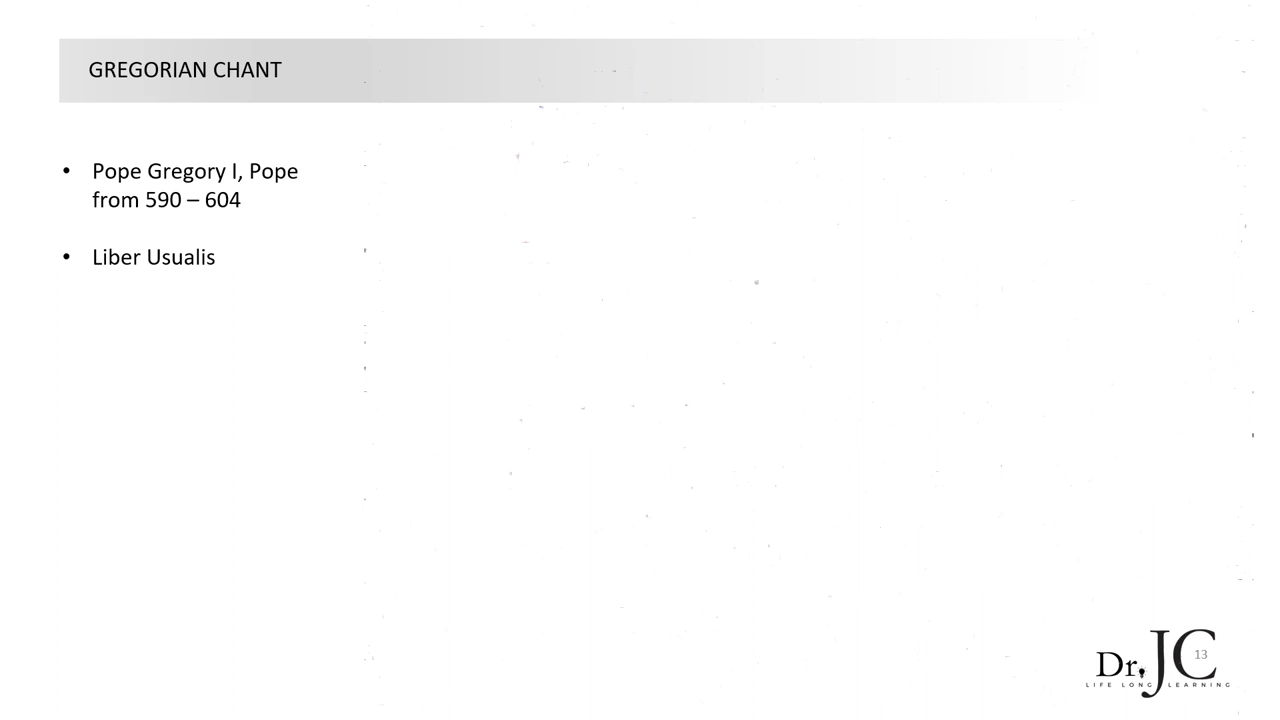 GREGORIAN CHANT
• Pope Gregory I, Pope
from 590 – 604
• Liber Usualis
Dr. JC
13
LIFE LONG LEARNING